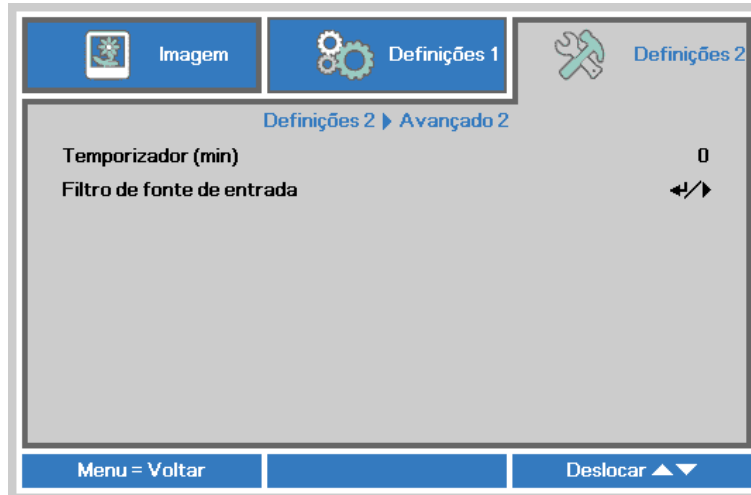 Imagem
Definições 1
Definições 2
Definições 2 ▶ Avançado 2
Temporizador (min) 0
Filtro de fonte de entrada ↵/▶
Menu = Voltar
Deslocar ▲▼